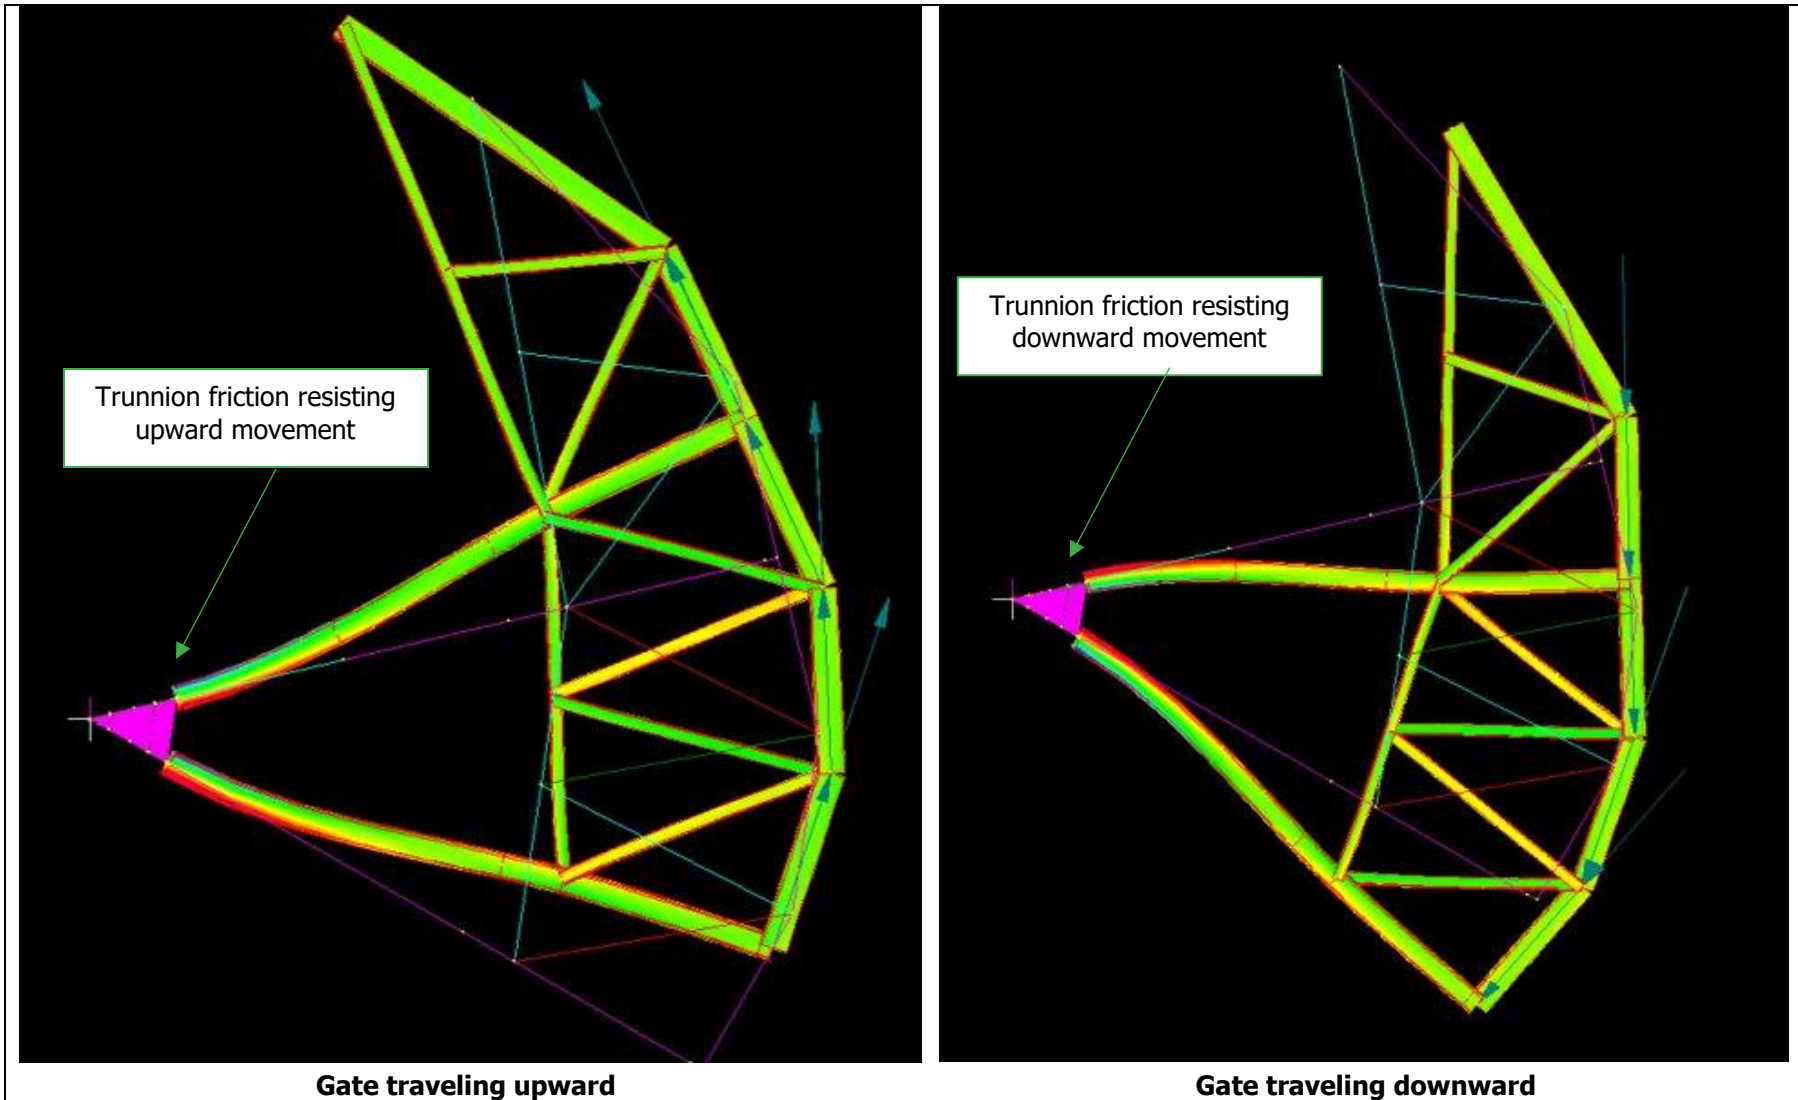 Trunnion friction resisting
upward movement
Trunnion friction resisting
downward movement
Gate traveling upward
Gate traveling downward